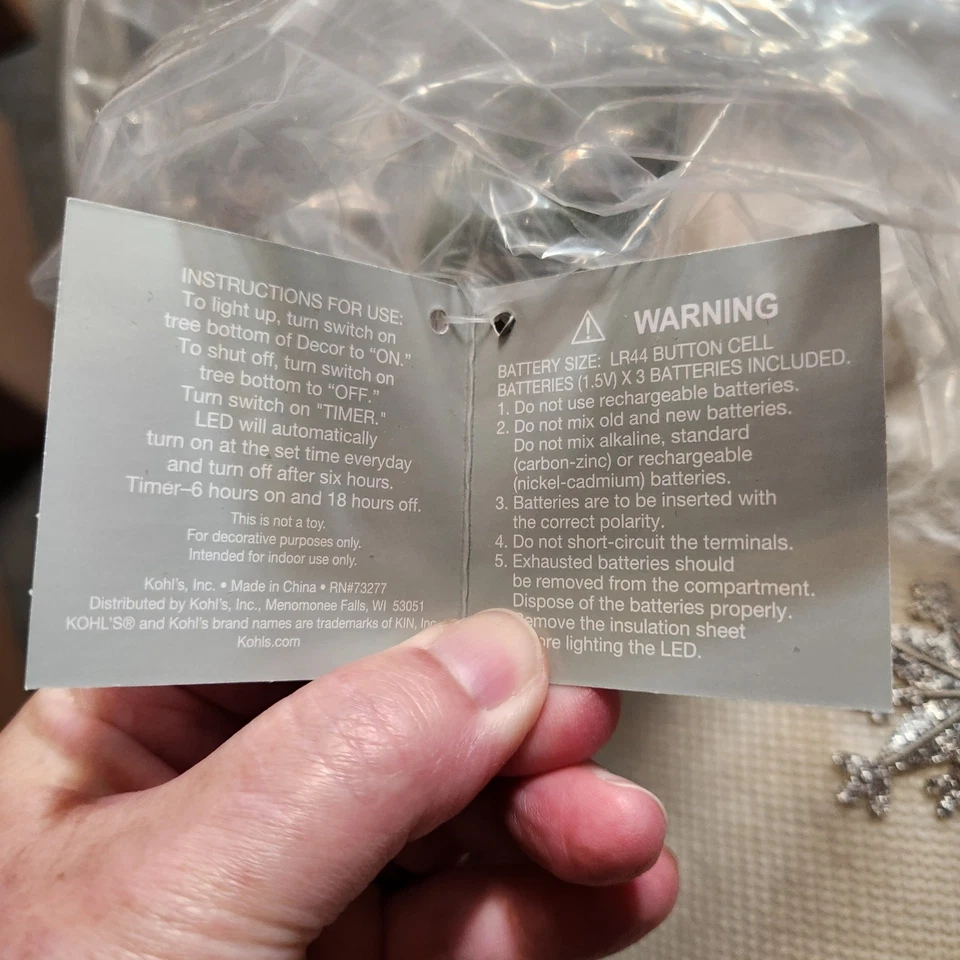 INSTRUCTIONS FOR USE:
To light up, turn switch on
tree bottom of Decor to “ON.”
To shut off, turn switch on
tree bottom to “OFF.”
Turn switch on "TIMER."
LED will automatically
turn on at the set time everyday
and turn off after six hours.
Timer–6 hours on and 18 hours off.
This is not a toy.
For decorative purposes only.
Intended for indoor use only.
Kohl's, Inc. • Made in China • RN#73277
Distributed by Kohl's, Inc., Menomonee Falls, WI 53051
KOHL'S® and Kohl's brand names are trademarks of KIN, Inc
Kohls.com
WARNING
BATTERY SIZE: LR44 BUTTON CELL
BATTERIES (1.5V) X 3 BATTERIES INCLUDED.
1. Do not use rechargeable batteries.
2. Do not mix old and new batteries.
Do not mix alkaline, standard
(carbon-zinc) or rechargeable
(nickel-cadmium) batteries.
3. Batteries are to be inserted with
the correct polarity.
4. Do not short-circuit the terminals.
5. Exhausted batteries should
be removed from the compartment.
Dispose of the batteries properly.
emove the insulation sheet
ore lighting the LED.